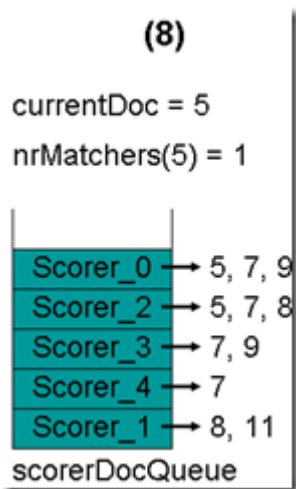 (8)
currentDoc = 5
nrMatchers(5) = 1
Scorer_0 → 5, 7, 9
Scorer_2 → 5, 7, 8
Scorer_3 → 7, 9
Scorer_4 → 7
Scorer_1 → 8, 11
scorerDocQueue